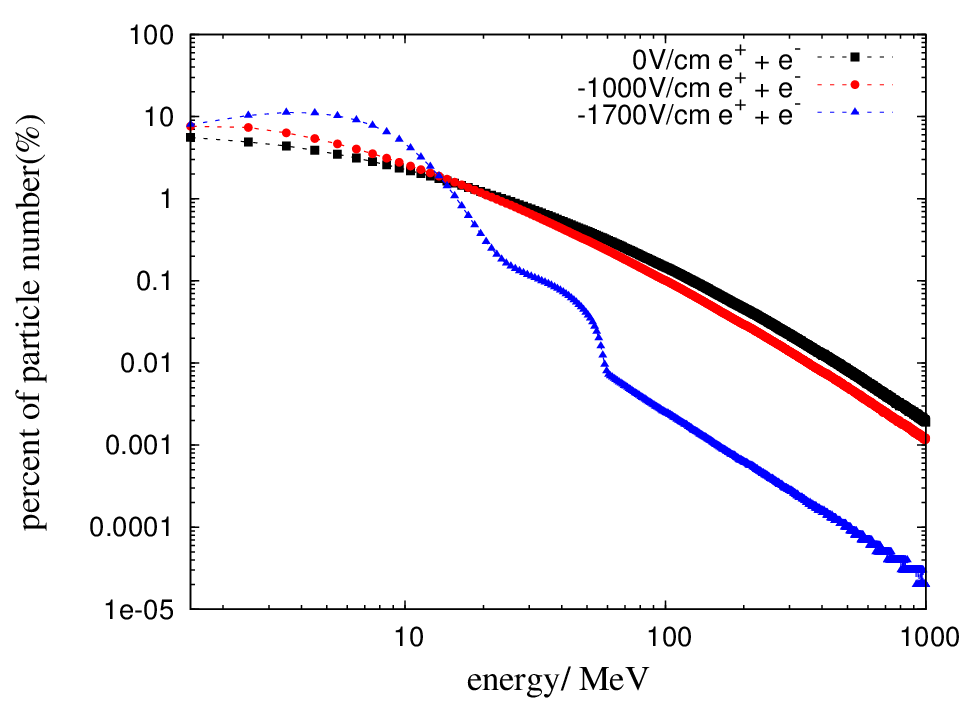 100
10
1
0.1
0.01
0.001
0.0001
1e-05
percent of particle number(%)
0V/cm e⁺ + e⁻
-1000V/cm e⁺ + e⁻
-1700V/cm e⁺ + e⁻
10 100 1000
energy/ MeV